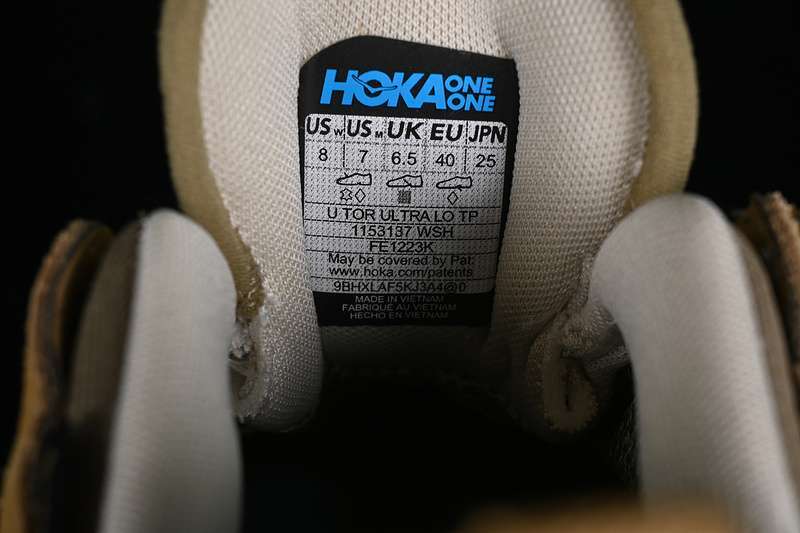 HOKA ONE ONE
US W US M UK EU JPN
8 7 6.5 40 25
U TOR ULTRA LO TP
1153137 WSH
FE1223K
May be covered by Pat:
www.hoka.com/patents
9BHXLAF5KJ3A4@0
MADE IN VIETNAM
FABRIQUÉ AU VIETNAM
HECHO EN VIETNAM